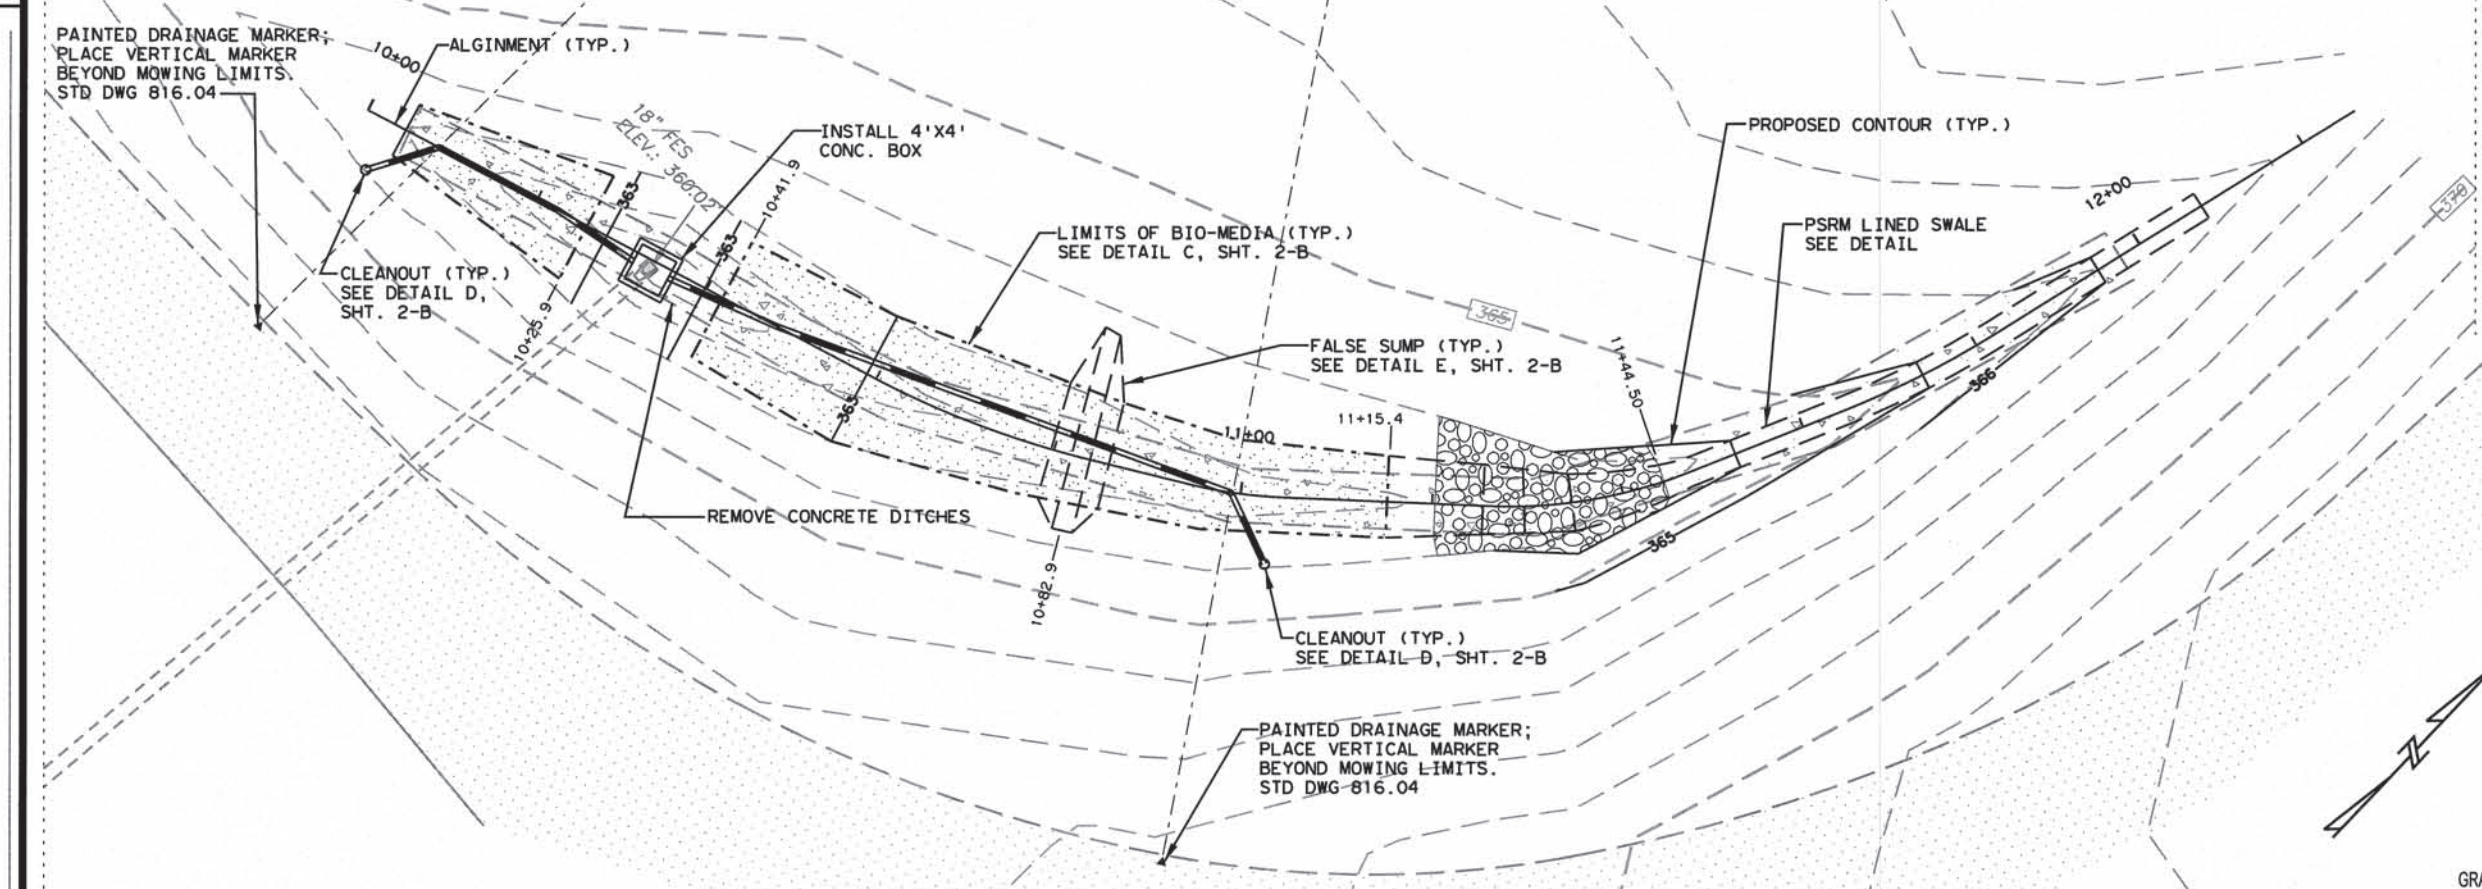 PAINTED DRAINAGE MARKER;
PLACE VERTICAL MARKER
BEYOND MOWING LIMITS.
STD DWG 816.04
10+00
ALGINMENT (TYP.)
18" FES
ELEV.: 360.02
INSTALL 4'X4'
CONC. BOX
10+41.9
363
363
CLEANOUT (TYP.)
SEE DETAIL D,
SHT. 2-B
10+25.9
LIMITS OF BIO-MEDIA (TYP.)
SEE DETAIL C, SHT. 2-B
PROPOSED CONTOUR (TYP.)
PSRM LINED SWALE
SEE DETAIL
12+00
370
365
FALSE SUMP (TYP.)
SEE DETAIL E, SHT. 2-B
11+44.50
366
363
11+00
11+15.4
REMOVE CONCRETE DITCHES
365
10+82.9
CLEANOUT (TYP.)
SEE DETAIL D, SHT. 2-B
PAINTED DRAINAGE MARKER;
PLACE VERTICAL MARKER
BEYOND MOWING LIMITS.
STD DWG 816.04